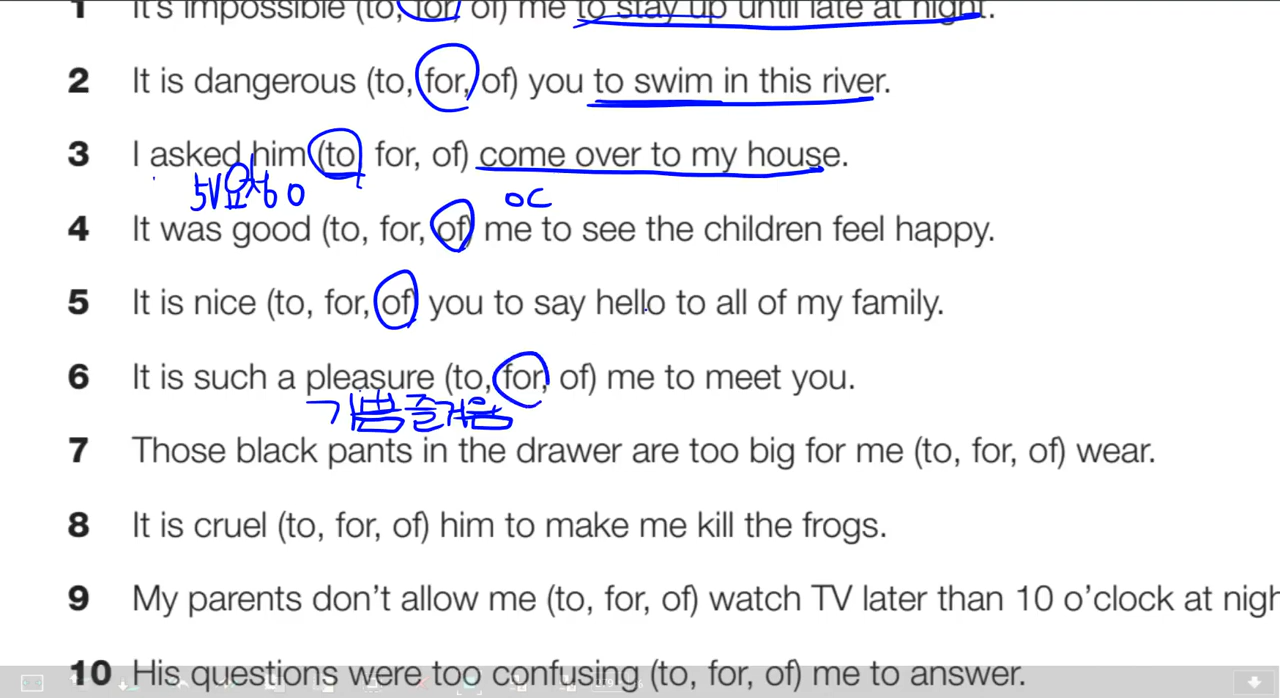 1 It's impossible (to, for, of) me to stay up until late at night.
2 It is dangerous (to, for, of) you to swim in this river.
3 I asked him (to, for, of) come over to my house.
5V 요청 O OC
4 It was good (to, for, of) me to see the children feel happy.
5 It is nice (to, for, of) you to say hello to all of my family.
6 It is such a pleasure (to, for, of) me to meet you.
기쁨 즐거움
7 Those black pants in the drawer are too big for me (to, for, of) wear.
8 It is cruel (to, for, of) him to make me kill the frogs.
9 My parents don't allow me (to, for, of) watch TV later than 10 o'clock at nigh
10 His questions were too confusing (to, for, of) me to answer.